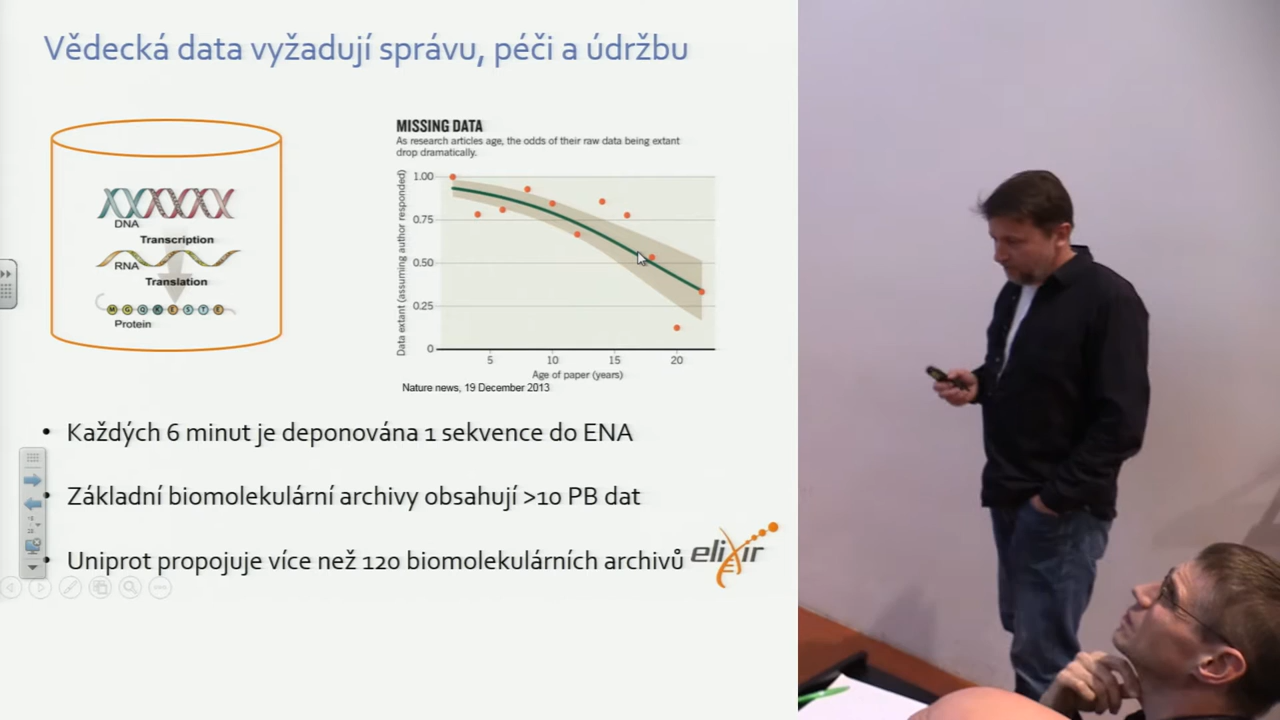 Vědecká data vyžadují správu, péči a údržbu
DNA
Transcription
RNA
Translation
M G Q K E S T E
Protein
MISSING DATA
As research articles age, the odds of their raw data being extant
drop dramatically.
Data extant (assuming author responded)
1.00
0.75
0.50
0.25
0
5 10 15 20
Age of paper (years)
Nature news, 19 December 2013
• Každých 6 minut je deponována 1 sekvence do ENA
• Základní biomolekulární archivy obsahují >10 PB dat
• Uniprot propojuje více než 120 biomolekulárních archivů
elixir